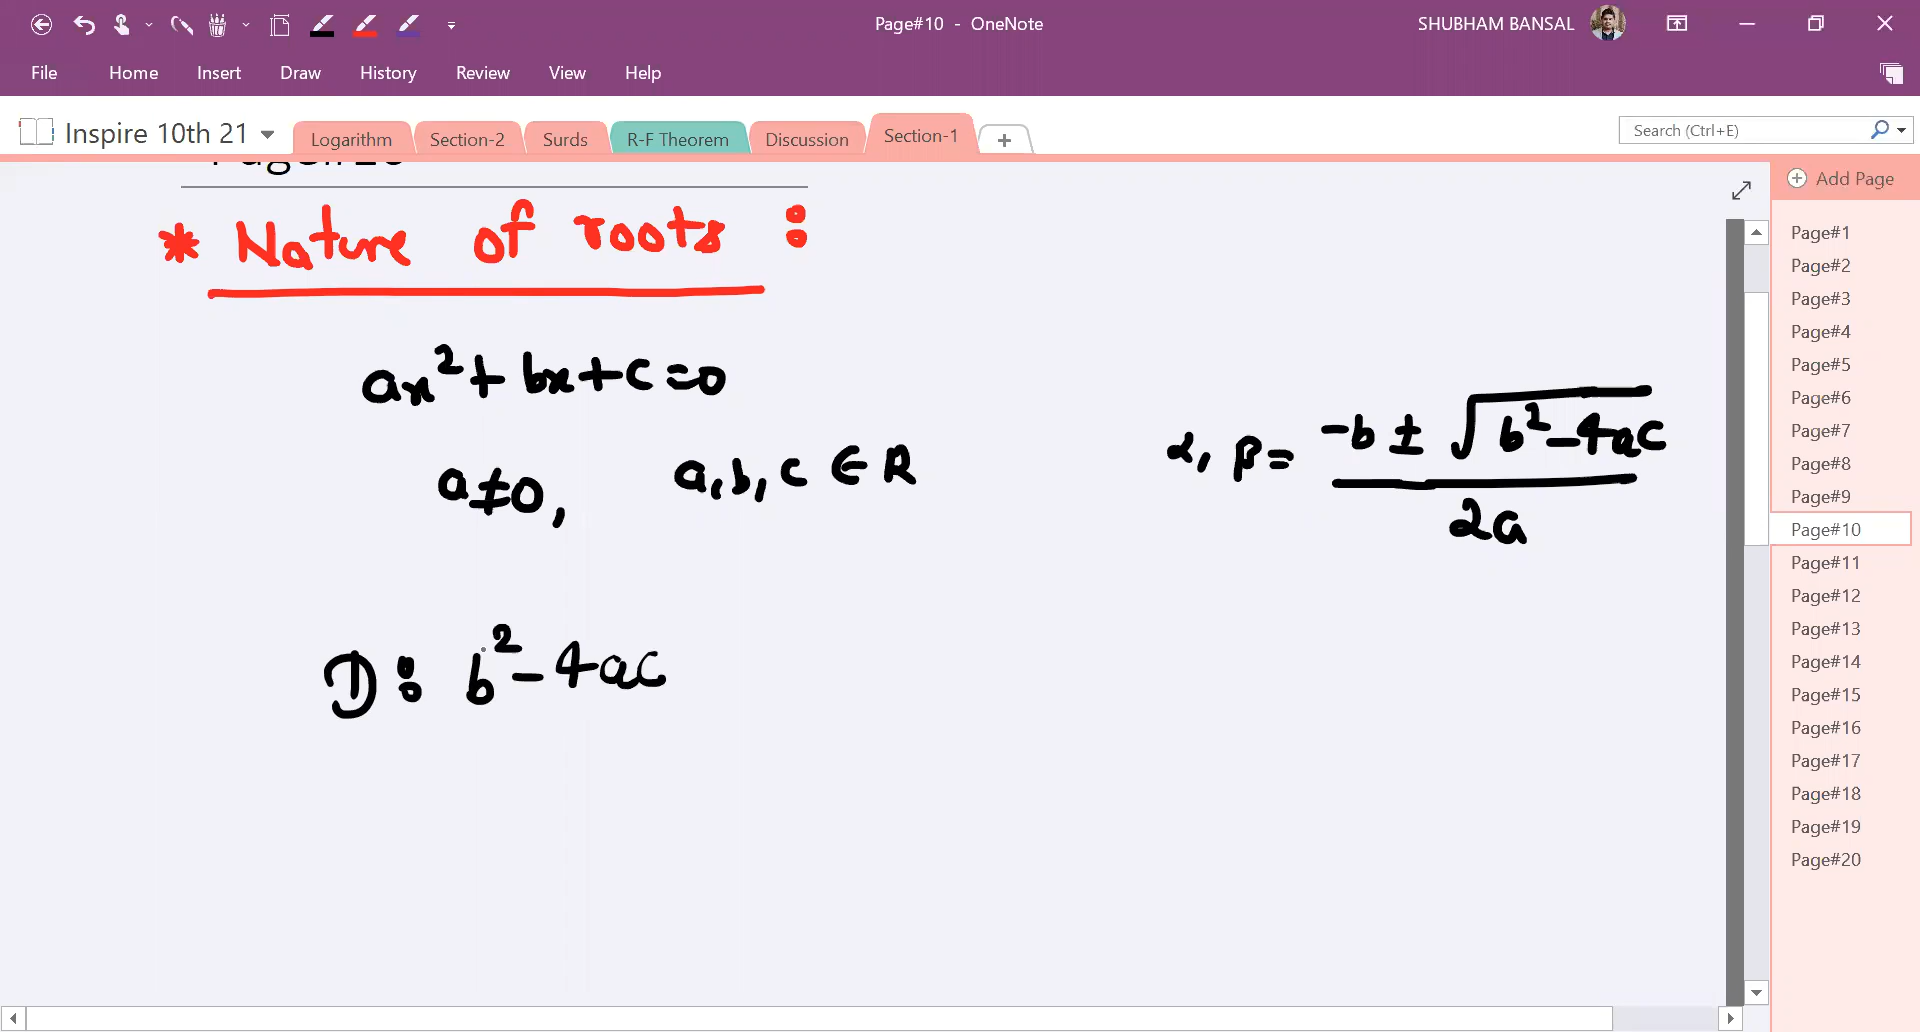 Page#10 - OneNote
SHUBHAM BANSAL
File Home Insert Draw History Review View Help
Inspire 10th 21
Logarithm Section-2 Surds R-F Theorem Discussion Section-1 +
Search (Ctrl+E)
Add Page
* Nature of roots :
ax²+ bx+c=0
a≠0, a,b,c ∈ R
α, β= -b ± √b²-4ac / 2a
D: b²-4ac
Page#1
Page#2
Page#3
Page#4
Page#5
Page#6
Page#7
Page#8
Page#9
Page#10
Page#11
Page#12
Page#13
Page#14
Page#15
Page#16
Page#17
Page#18
Page#19
Page#20